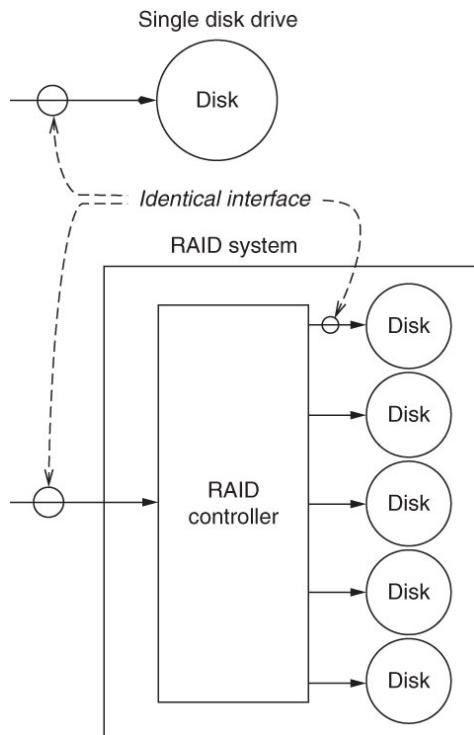 Single disk drive
Disk
Identical interface
RAID system
Disk
Disk
RAID
controller
Disk
Disk
Disk